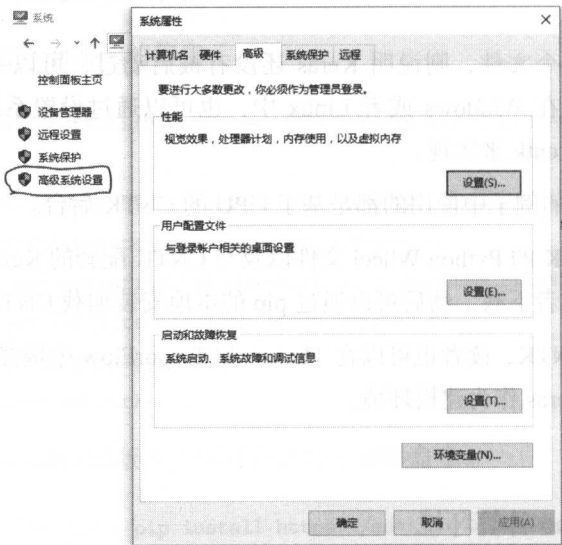 系统
控制面板主页
设备管理器
远程设置
系统保护
高级系统设置
系统属性
计算机名 硬件 高级 系统保护 远程
要进行大多数更改，你必须作为管理员登录。
性能
视觉效果，处理器计划，内存使用，以及虚拟内存
设置(S)...
用户配置文件
与登录帐户相关的桌面设置
设置(E)...
启动和故障恢复
系统启动、系统故障和调试信息
设置(T)...
环境变量(N)...
确定 取消 应用(A)